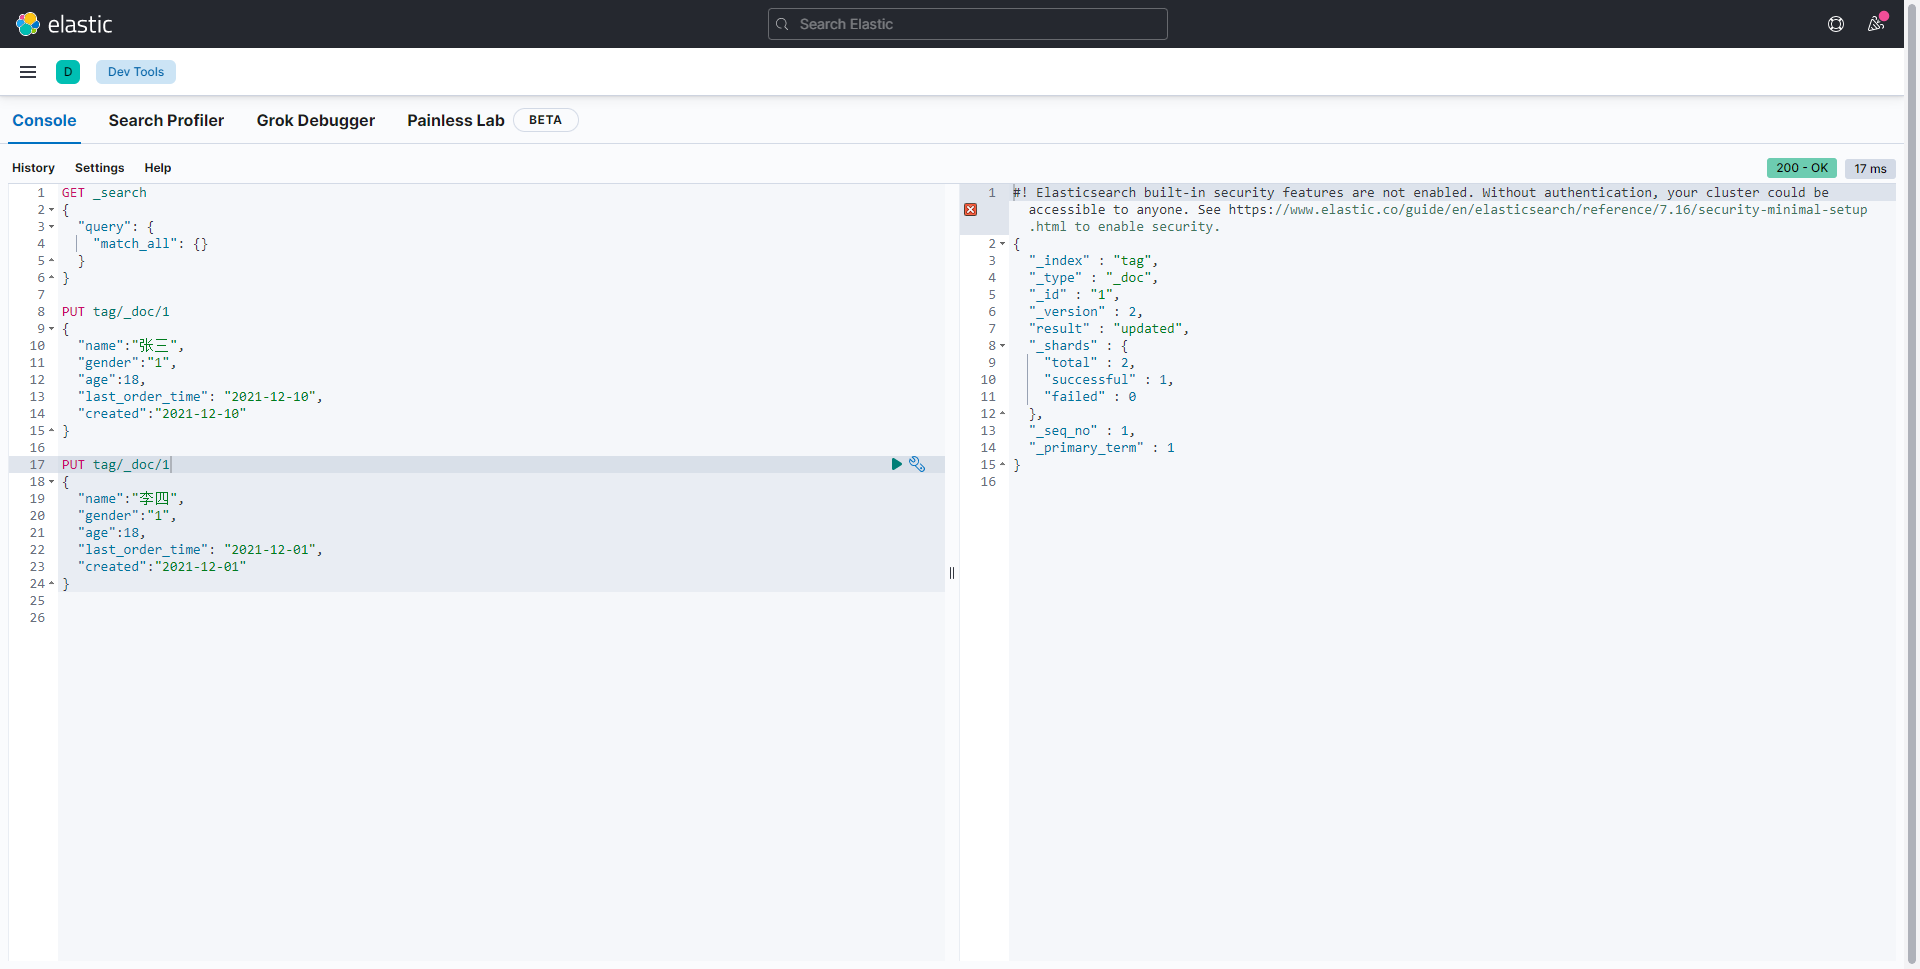 elastic
Search Elastic
D
Dev Tools
Console
Search Profiler
Grok Debugger
Painless Lab
BETA
History
Settings
Help
200 - OK
17 ms
1 GET _search
2 {
3 "query": {
4 "match_all": {}
5 }
6 }
7
8 PUT tag/_doc/1
9 {
10 "name":"张三",
11 "gender":"1",
12 "age":18,
13 "last_order_time": "2021-12-10",
14 "created":"2021-12-10"
15 }
16
17 PUT tag/_doc/1
18 {
19 "name":"李四",
20 "gender":"1",
21 "age":18,
22 "last_order_time": "2021-12-01",
23 "created":"2021-12-01"
24 }
25
26
1 #! Elasticsearch built-in security features are not enabled. Without authentication, your cluster could be
accessible to anyone. See https://www.elastic.co/guide/en/elasticsearch/reference/7.16/security-minimal-setup
.html to enable security.
2 {
3 "_index" : "tag",
4 "_type" : "_doc",
5 "_id" : "1",
6 "_version" : 2,
7 "result" : "updated",
8 "_shards" : {
9 "total" : 2,
10 "successful" : 1,
11 "failed" : 0
12 },
13 "_seq_no" : 1,
14 "_primary_term" : 1
15 }
16